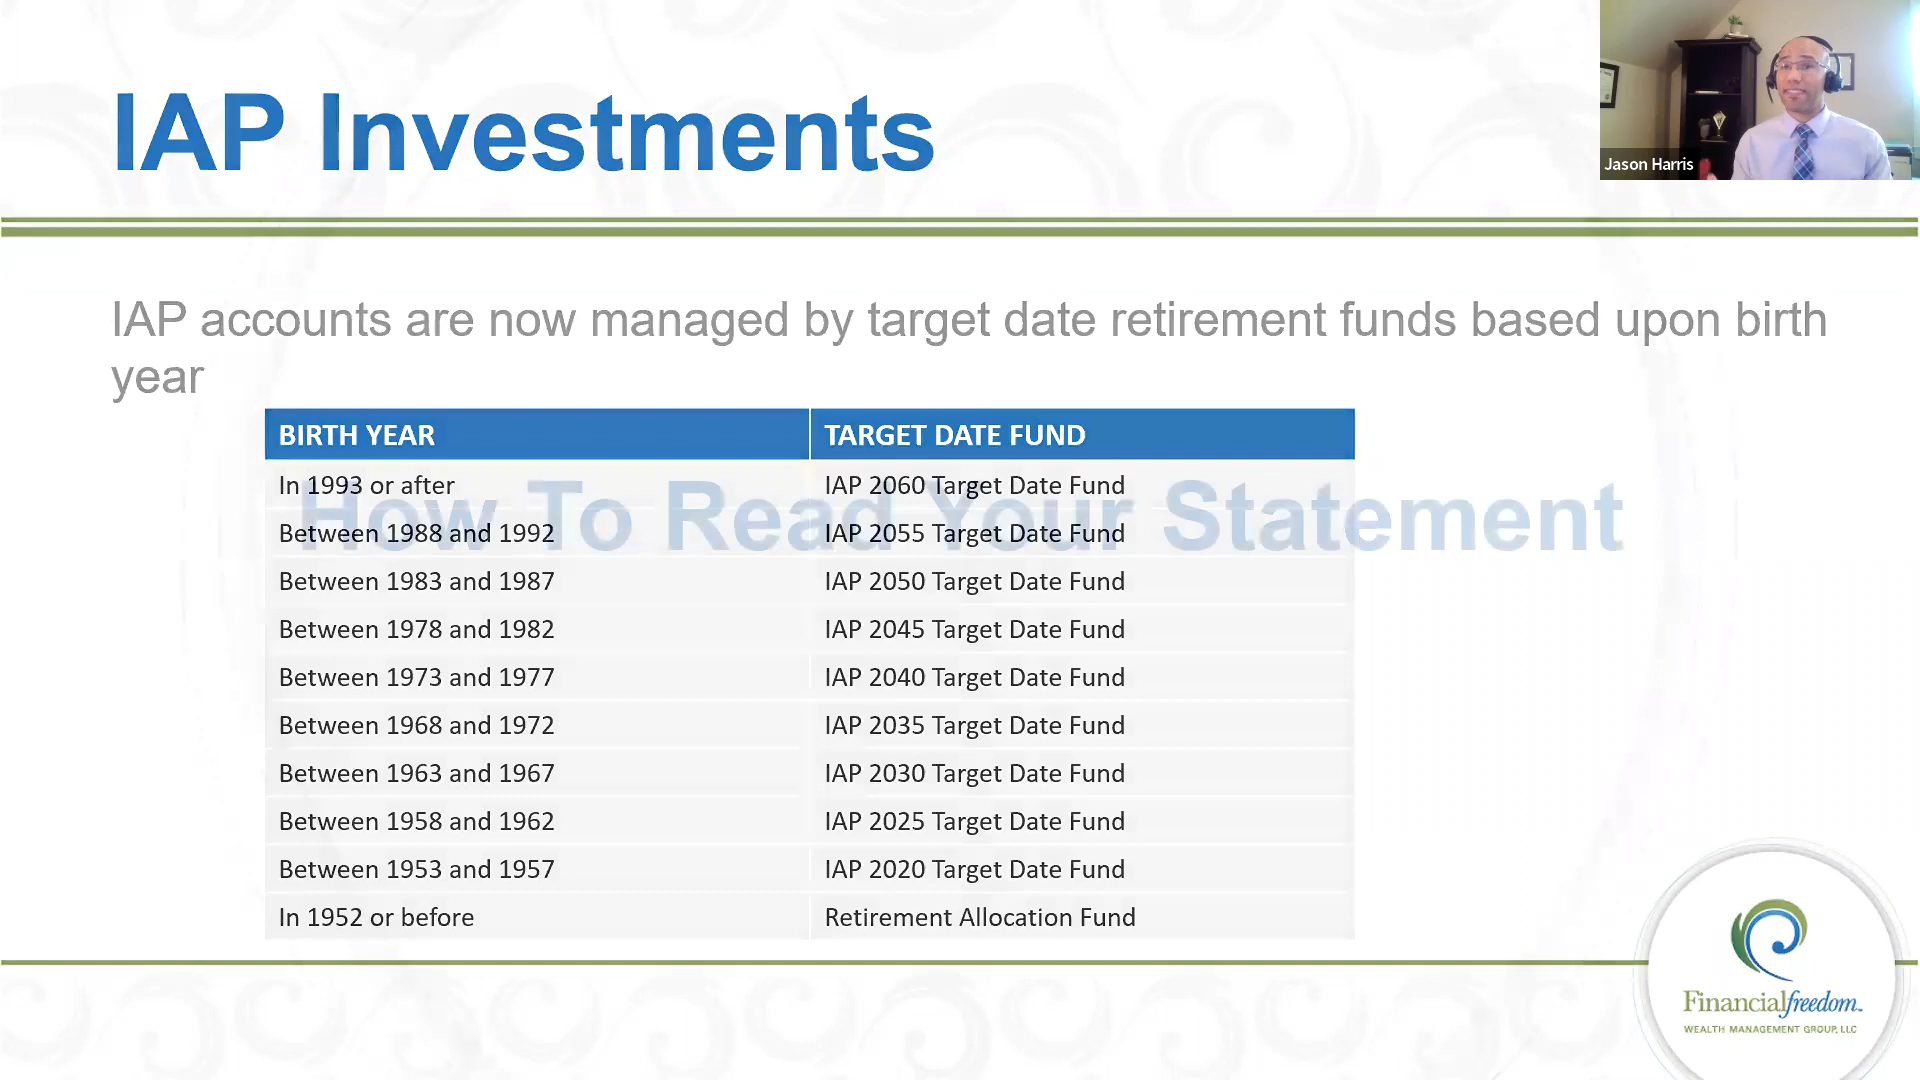 IAP Investments
Jason Harris
IAP accounts are now managed by target date retirement funds based upon birth
year
BIRTH YEAR TARGET DATE FUND
In 1993 or after IAP 2060 Target Date Fund
How To Read Your Statement
Between 1988 and 1992 IAP 2055 Target Date Fund
Between 1983 and 1987 IAP 2050 Target Date Fund
Between 1978 and 1982 IAP 2045 Target Date Fund
Between 1973 and 1977 IAP 2040 Target Date Fund
Between 1968 and 1972 IAP 2035 Target Date Fund
Between 1963 and 1967 IAP 2030 Target Date Fund
Between 1958 and 1962 IAP 2025 Target Date Fund
Between 1953 and 1957 IAP 2020 Target Date Fund
In 1952 or before Retirement Allocation Fund
Financialfreedom
WEALTH MANAGEMENT GROUP, LLC